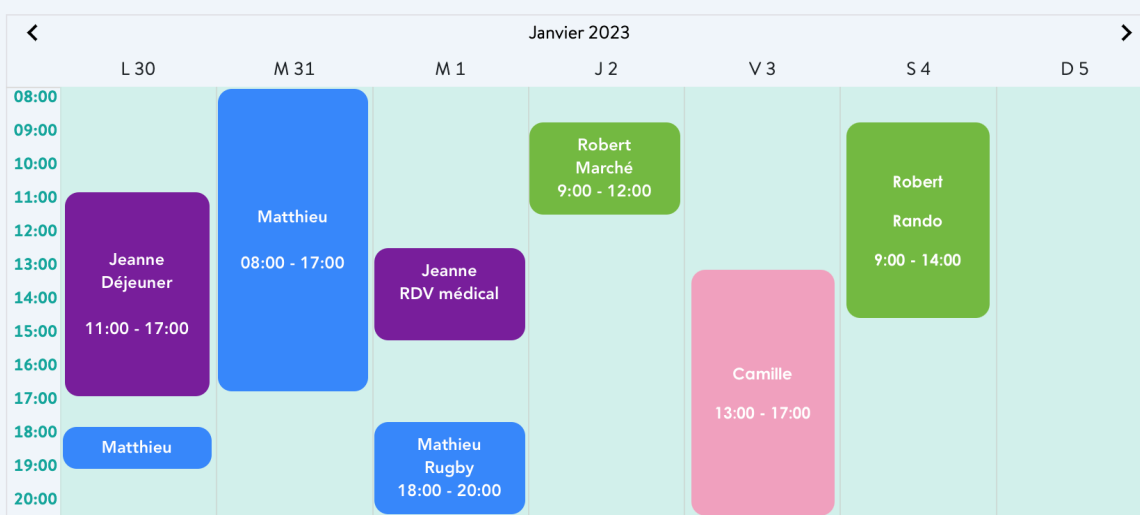 Janvier 2023
L 30 M 31 M 1 J 2 V 3 S 4 D 5
08:00
09:00
10:00
11:00
12:00
13:00
14:00
15:00
16:00
17:00
18:00
19:00
20:00
Jeanne
Déjeuner
11:00 - 17:00
Matthieu
Matthieu
08:00 - 17:00
Jeanne
RDV médical
Mathieu
Rugby
18:00 - 20:00
Robert
Marché
9:00 - 12:00
Camille
13:00 - 17:00
Robert
Rando
9:00 - 14:00